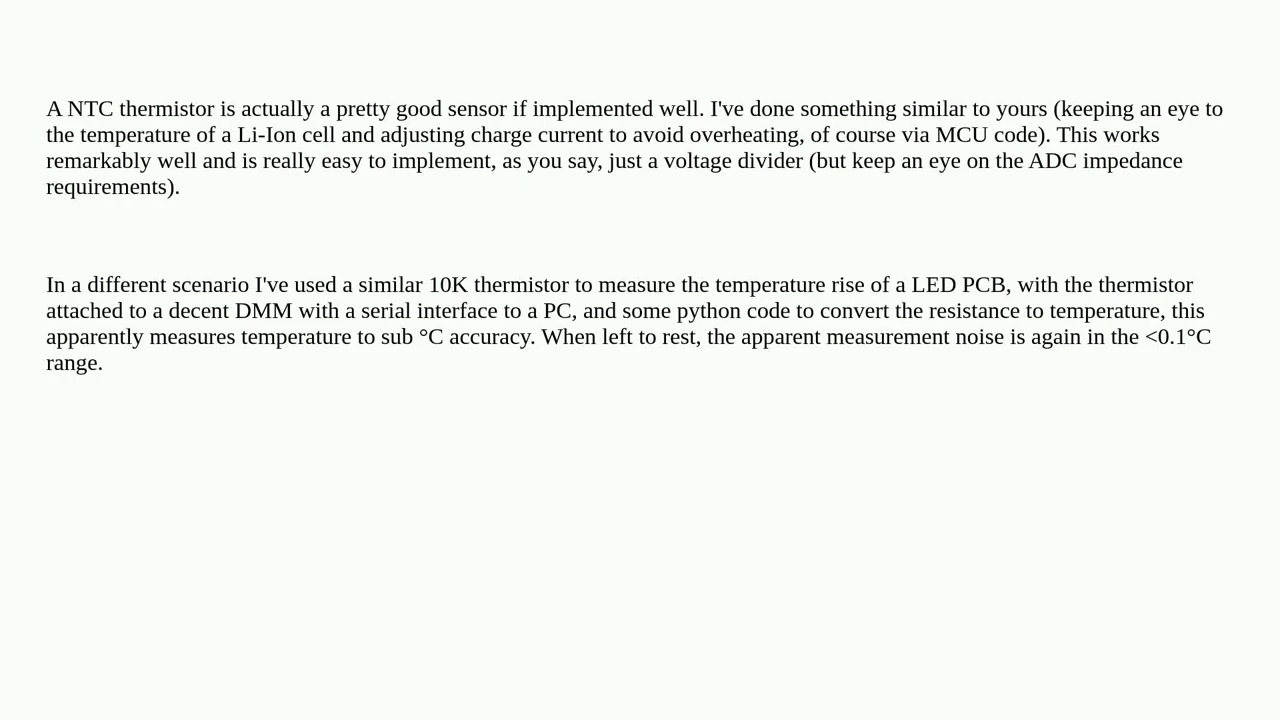 A NTC thermistor is actually a pretty good sensor if implemented well. I've done something similar to yours (keeping an eye to
the temperature of a Li-Ion cell and adjusting charge current to avoid overheating, of course via MCU code). This works
remarkably well and is really easy to implement, as you say, just a voltage divider (but keep an eye on the ADC impedance
requirements).
In a different scenario I've used a similar 10K thermistor to measure the temperature rise of a LED PCB, with the thermistor
attached to a decent DMM with a serial interface to a PC, and some python code to convert the resistance to temperature, this
apparently measures temperature to sub °C accuracy. When left to rest, the apparent measurement noise is again in the <0.1°C
range.